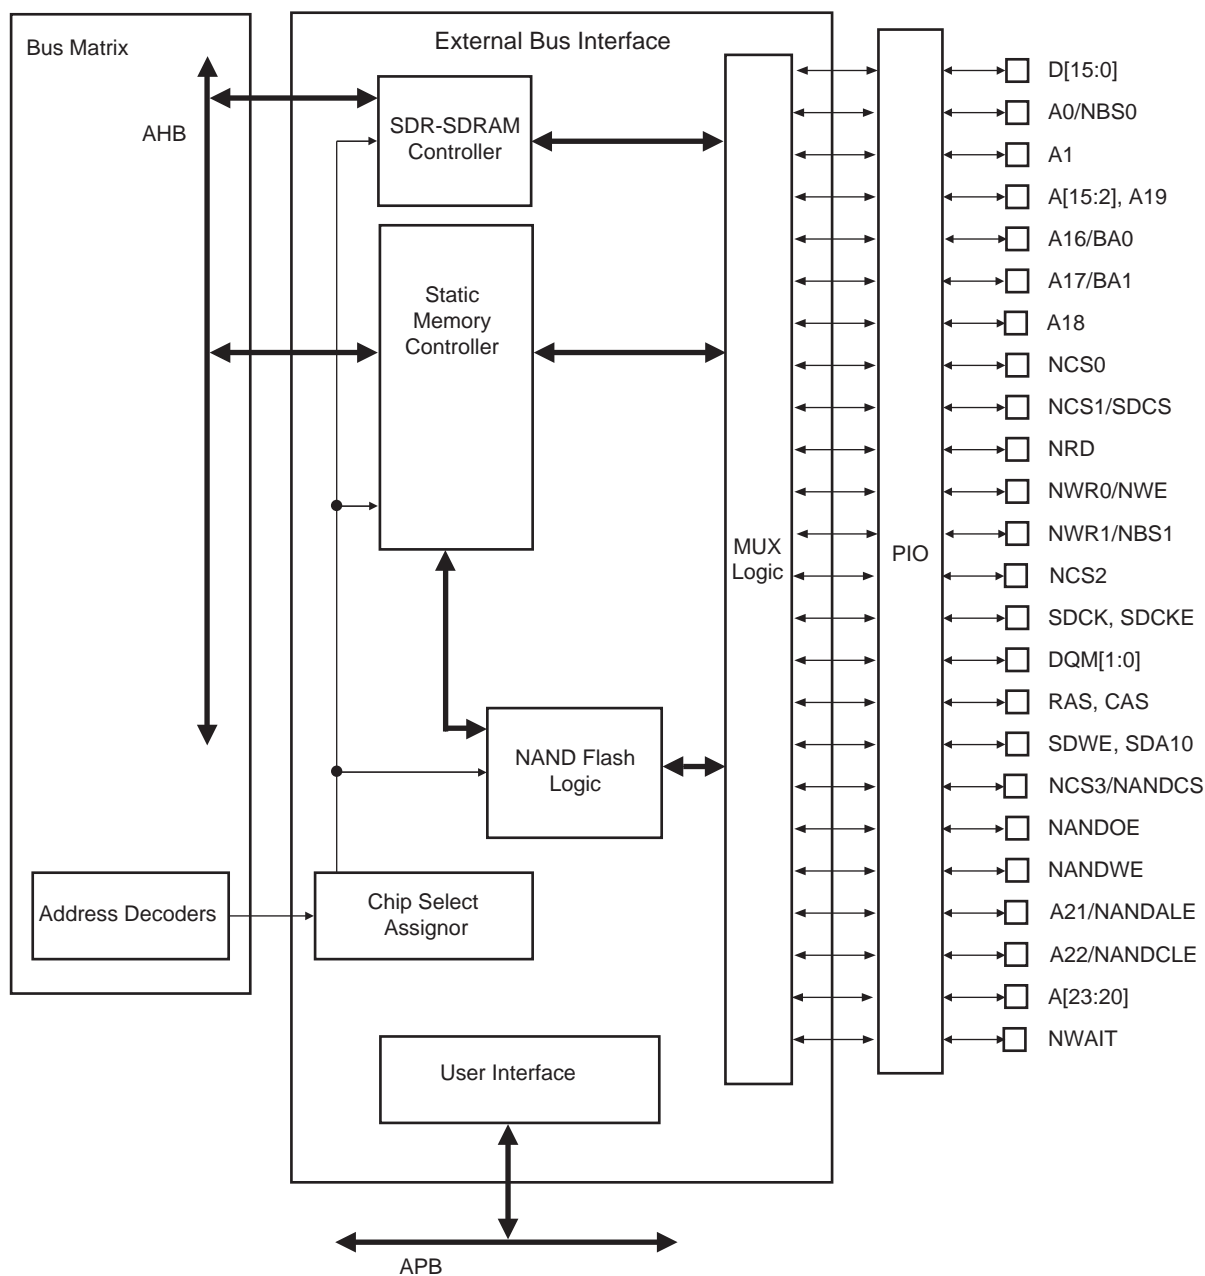 Bus Matrix
AHB
Address Decoders
External Bus Interface
SDR-SDRAM
Controller
Static
Memory
Controller
NAND Flash
Logic
Chip Select
Assignor
User Interface
APB
MUX
Logic
PIO
D[15:0]
A0/NBS0
A1
A[15:2], A19
A16/BA0
A17/BA1
A18
NCS0
NCS1/SDCS
NRD
NWR0/NWE
NWR1/NBS1
NCS2
SDCK, SDCKE
DQM[1:0]
RAS, CAS
SDWE, SDA10
NCS3/NANDCS
NANDOE
NANDWE
A21/NANDALE
A22/NANDCLE
A[23:20]
NWAIT